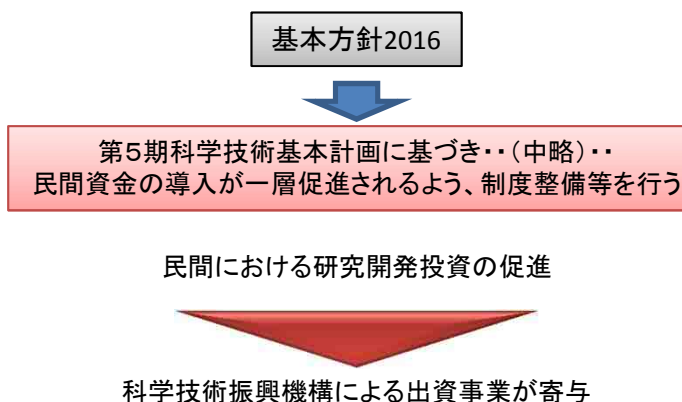 基本方針2016
第5期科学技術基本計画に基づき・・（中略）・・
民間資金の導入が一層促進されるよう、制度整備等を行う
民間における研究開発投資の促進
科学技術振興機構による出資事業が寄与